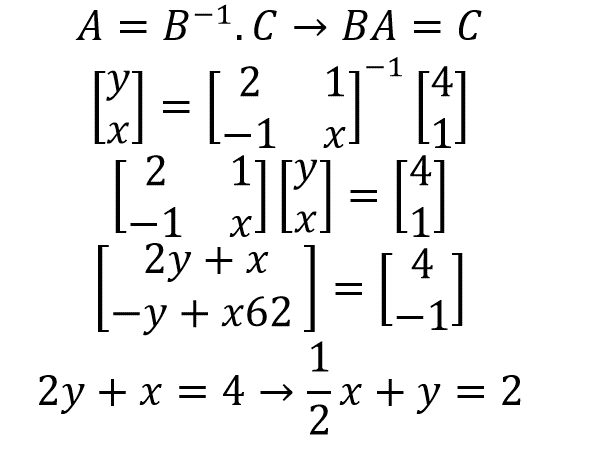 A = B⁻¹. C → BA = C
[y x] = [2 1 −1 x]⁻¹ [4 1]
[2 1 −1 x] [y x] = [4 1]
[2y + x −y + x62] = [4 −1]
2y + x = 4 → 1/2 x + y = 2